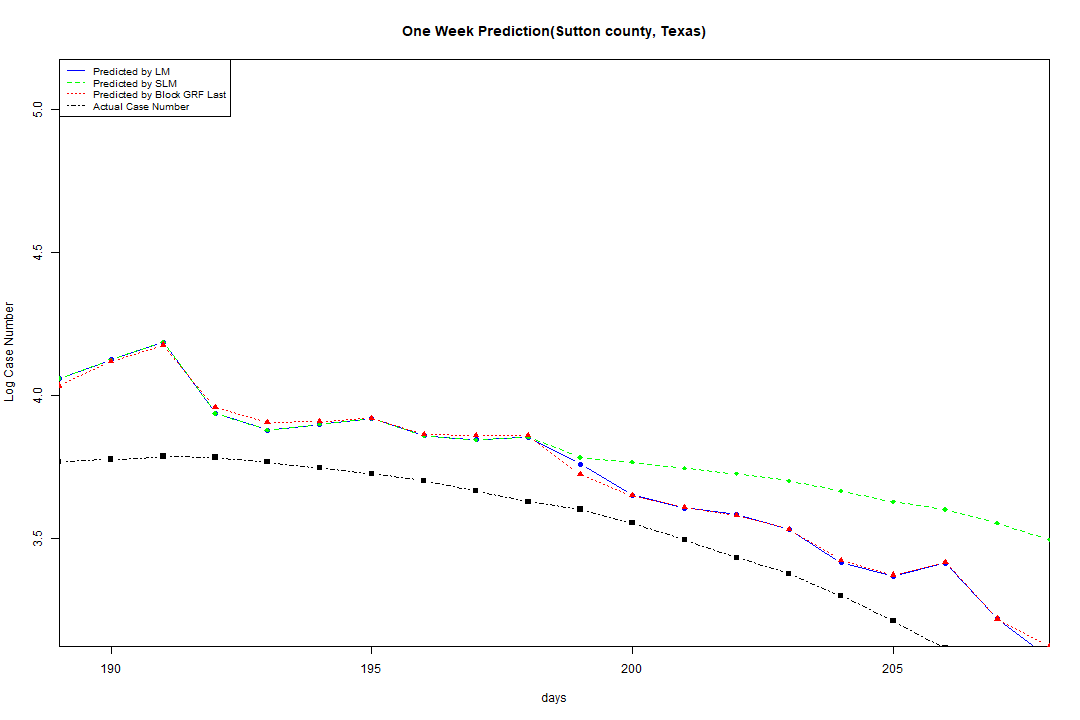 One Week Prediction(Sutton county, Texas)
Predicted by LM
Predicted by SLM
Predicted by Block GRF Last
Actual Case Number
5.0
4.5
4.0
3.5
Log Case Number
190 195 200 205
days